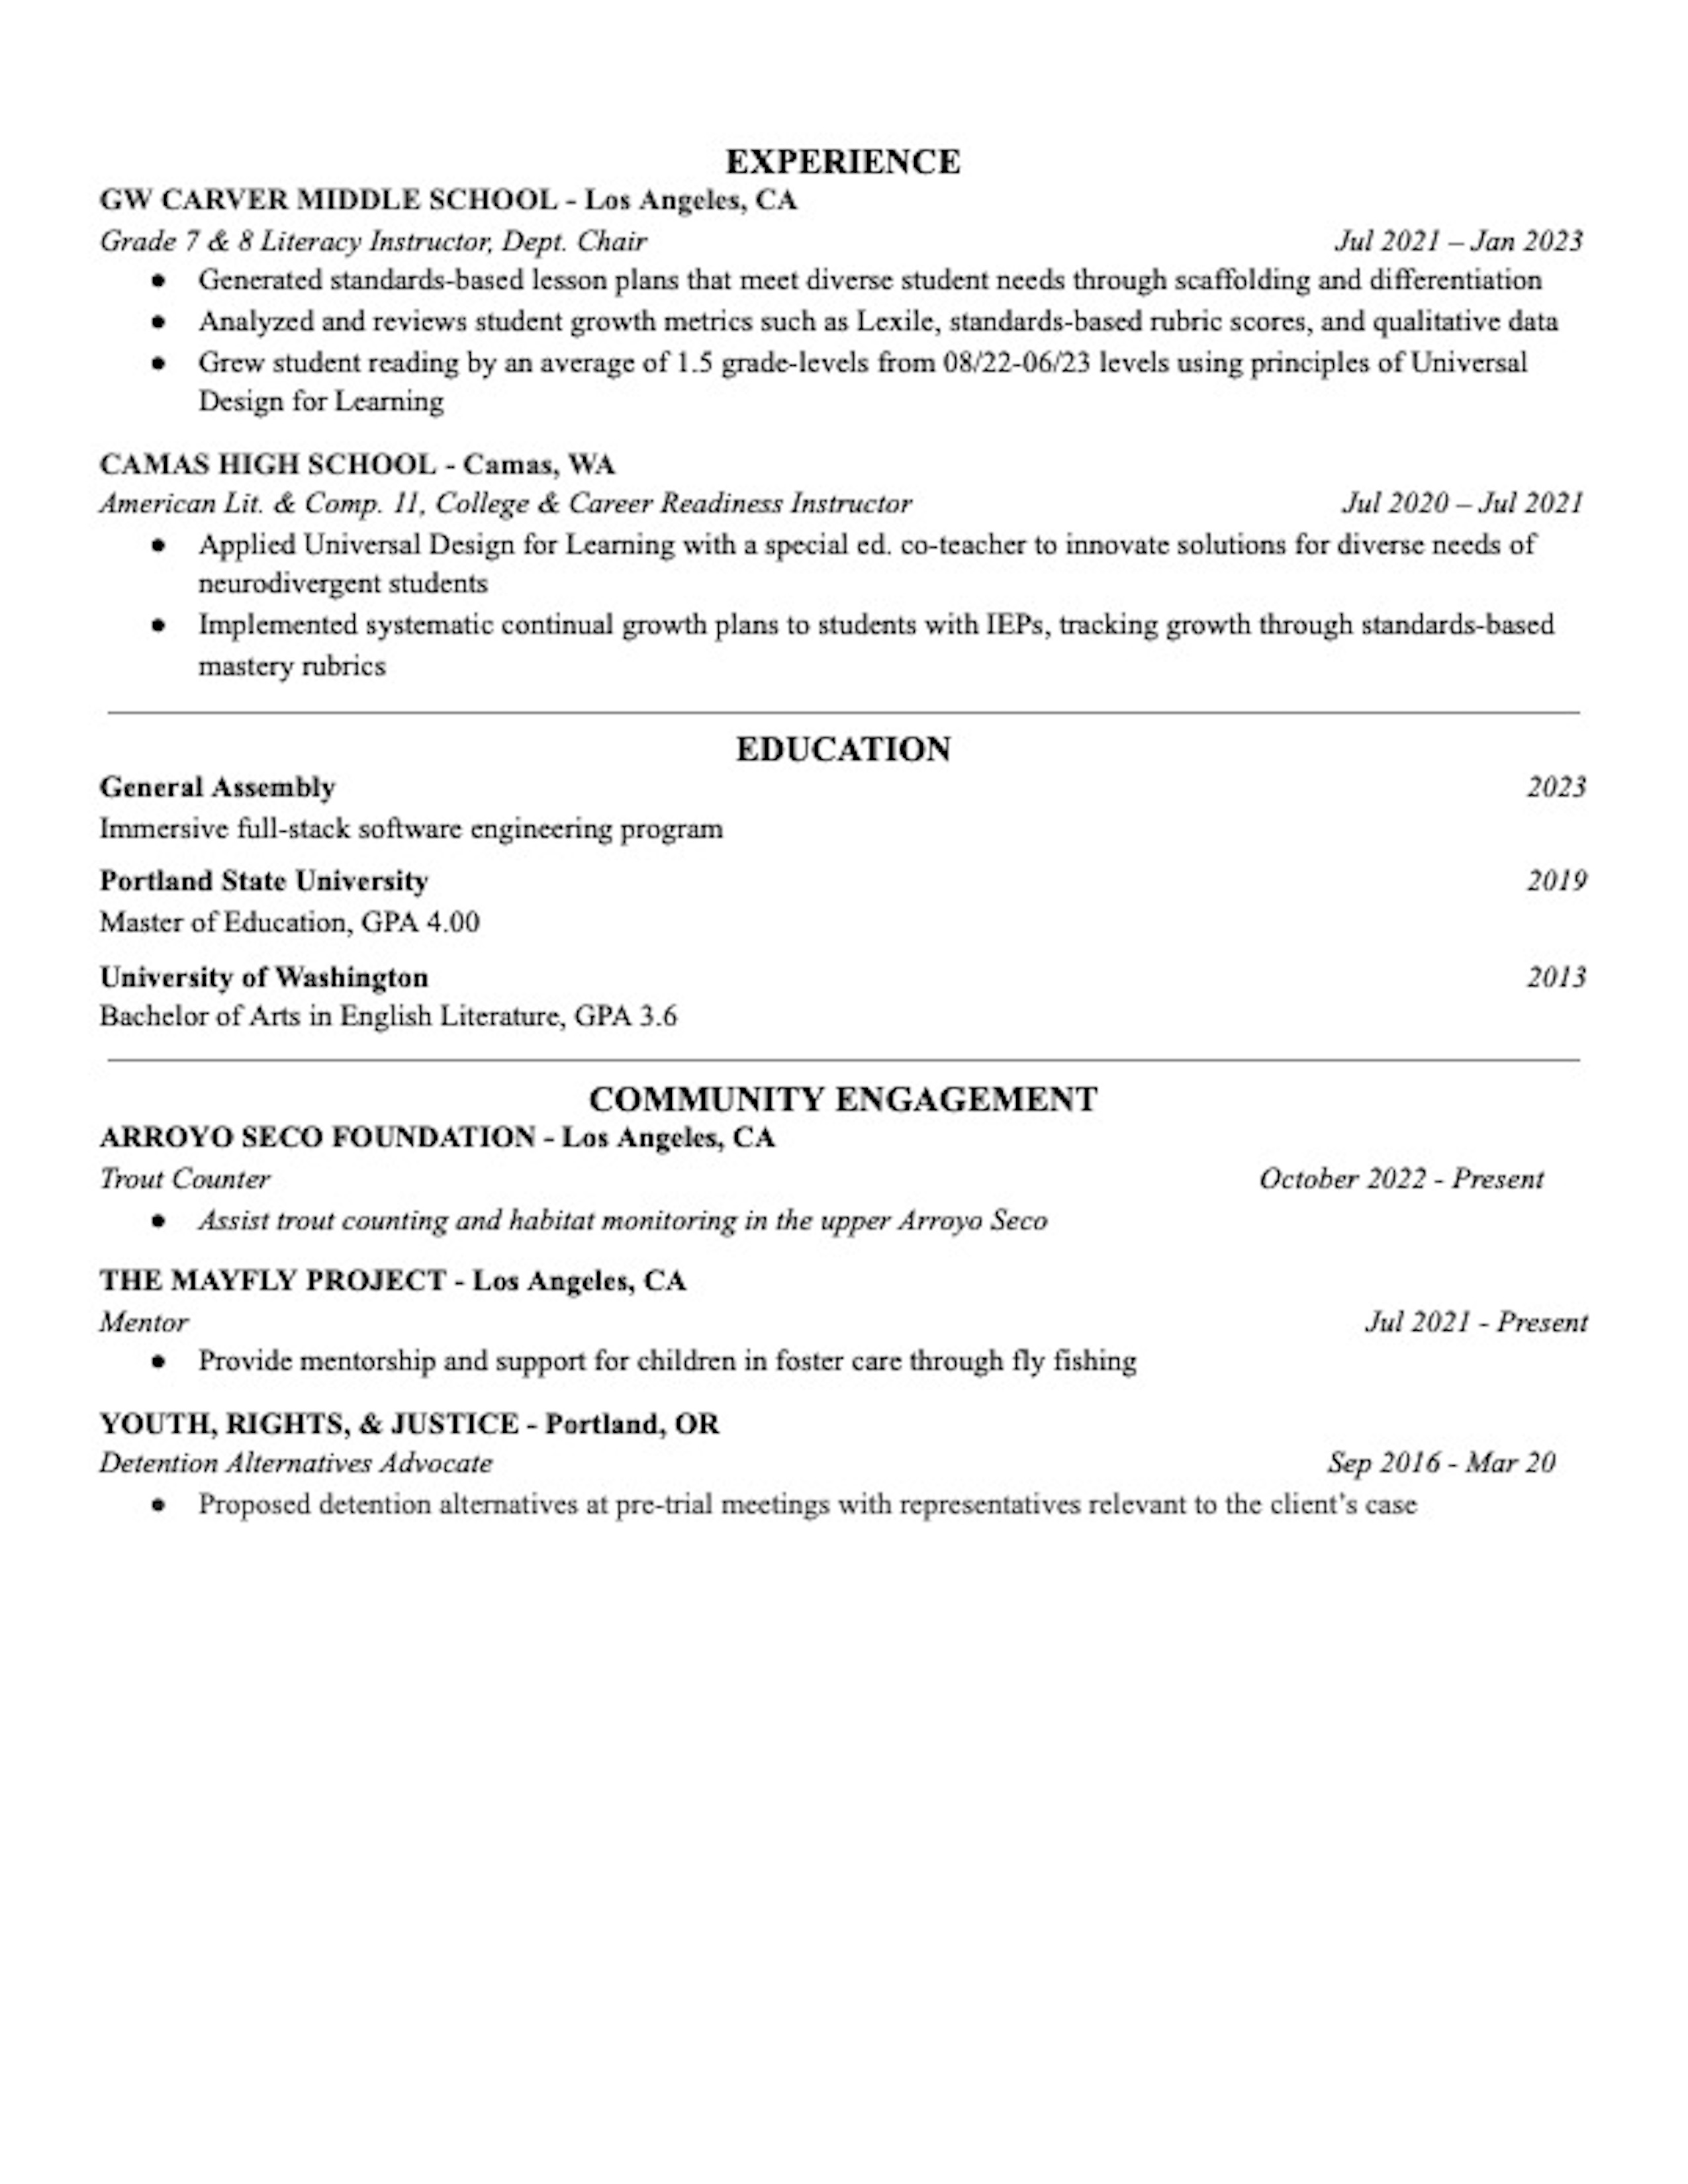 EXPERIENCE
GW CARVER MIDDLE SCHOOL - Los Angeles, CA
Grade 7 & 8 Literacy Instructor, Dept. Chair Jul 2021 – Jan 2023
● Generated standards-based lesson plans that meet diverse student needs through scaffolding and differentiation
● Analyzed and reviews student growth metrics such as Lexile, standards-based rubric scores, and qualitative data
● Grew student reading by an average of 1.5 grade-levels from 08/22-06/23 levels using principles of Universal
Design for Learning
CAMAS HIGH SCHOOL - Camas, WA
American Lit. & Comp. 11, College & Career Readiness Instructor Jul 2020 – Jul 2021
● Applied Universal Design for Learning with a special ed. co-teacher to innovate solutions for diverse needs of
neurodivergent students
● Implemented systematic continual growth plans to students with IEPs, tracking growth through standards-based
mastery rubrics
EDUCATION
General Assembly 2023
Immersive full-stack software engineering program
Portland State University 2019
Master of Education, GPA 4.00
University of Washington 2013
Bachelor of Arts in English Literature, GPA 3.6
COMMUNITY ENGAGEMENT
ARROYO SECO FOUNDATION - Los Angeles, CA
Trout Counter October 2022 - Present
● Assist trout counting and habitat monitoring in the upper Arroyo Seco
THE MAYFLY PROJECT - Los Angeles, CA
Mentor Jul 2021 - Present
● Provide mentorship and support for children in foster care through fly fishing
YOUTH, RIGHTS, & JUSTICE - Portland, OR
Detention Alternatives Advocate Sep 2016 - Mar 20
● Proposed detention alternatives at pre-trial meetings with representatives relevant to the client's case